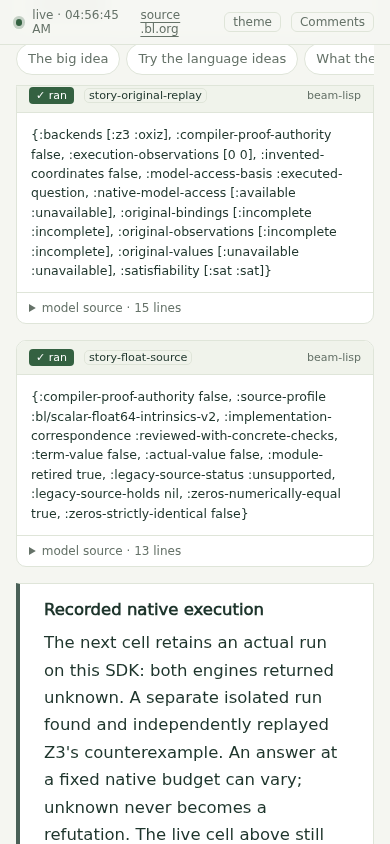 live · 04:56:45
AM
source
.bl.org
theme
Comments
The big idea
Try the language ideas
What the
✓ ran
story-original-replay
beam-lisp
{:backends [:z3 :oxiz], :compiler-proof-authority
false, :execution-observations [0 0], :invented-
coordinates false, :model-access-basis :executed-
question, :native-model-access [:available
:unavailable], :original-bindings [:incomplete
:incomplete], :original-observations [:incomplete
:incomplete], :original-values [:unavailable
:unavailable], :satisfiability [:sat :sat]}
▶ model source · 15 lines
✓ ran
story-float-source
beam-lisp
{:compiler-proof-authority false, :source-profile
:bl/scalar-float64-intrinsics-v2, :implementation-
correspondence :reviewed-with-concrete-checks,
:term-value false, :actual-value false, :module-
retired true, :legacy-source-status :unsupported,
:legacy-source-holds nil, :zeros-numerically-equal
true, :zeros-strictly-identical false}
▶ model source · 13 lines
Recorded native execution
The next cell retains an actual run
on this SDK: both engines returned
unknown. A separate isolated run
found and independently replayed
Z3's counterexample. An answer at
a fixed native budget can vary;
unknown never becomes a
refutation. The live cell above still